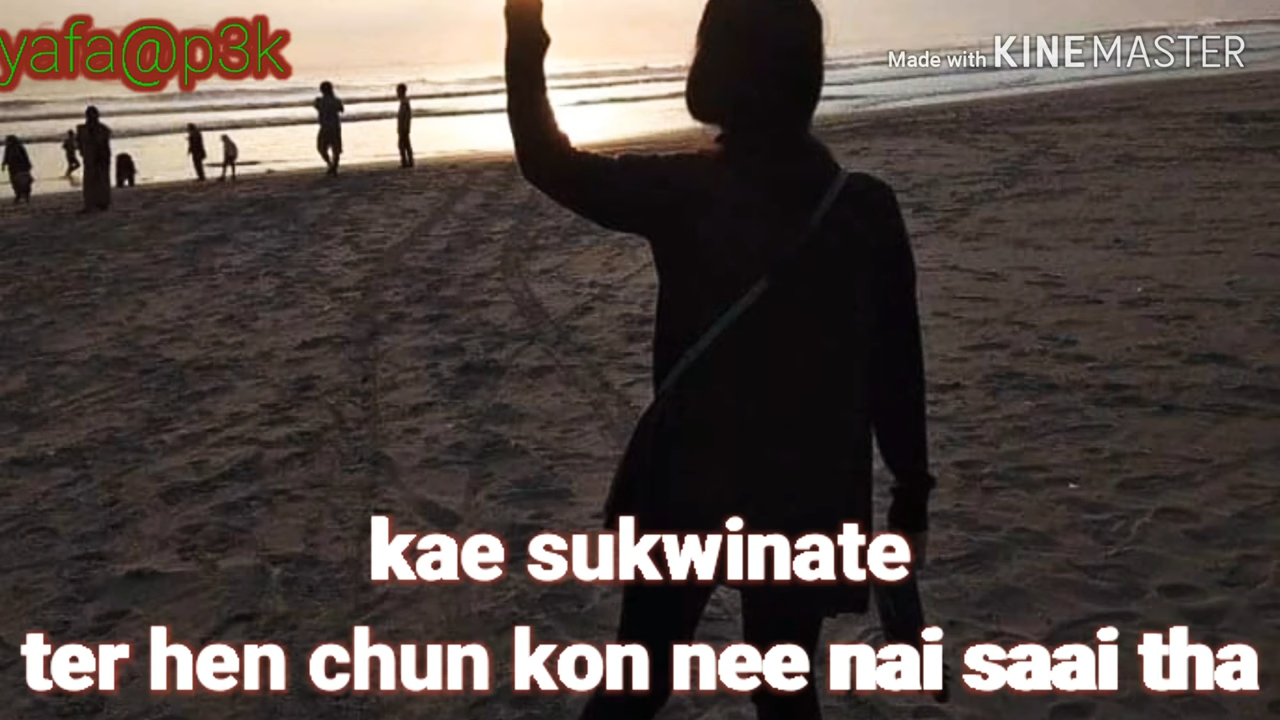 yafa@p3k
Made with KINEMASTER
kae sukwinate
ter hen chun kon nee nai saai tha